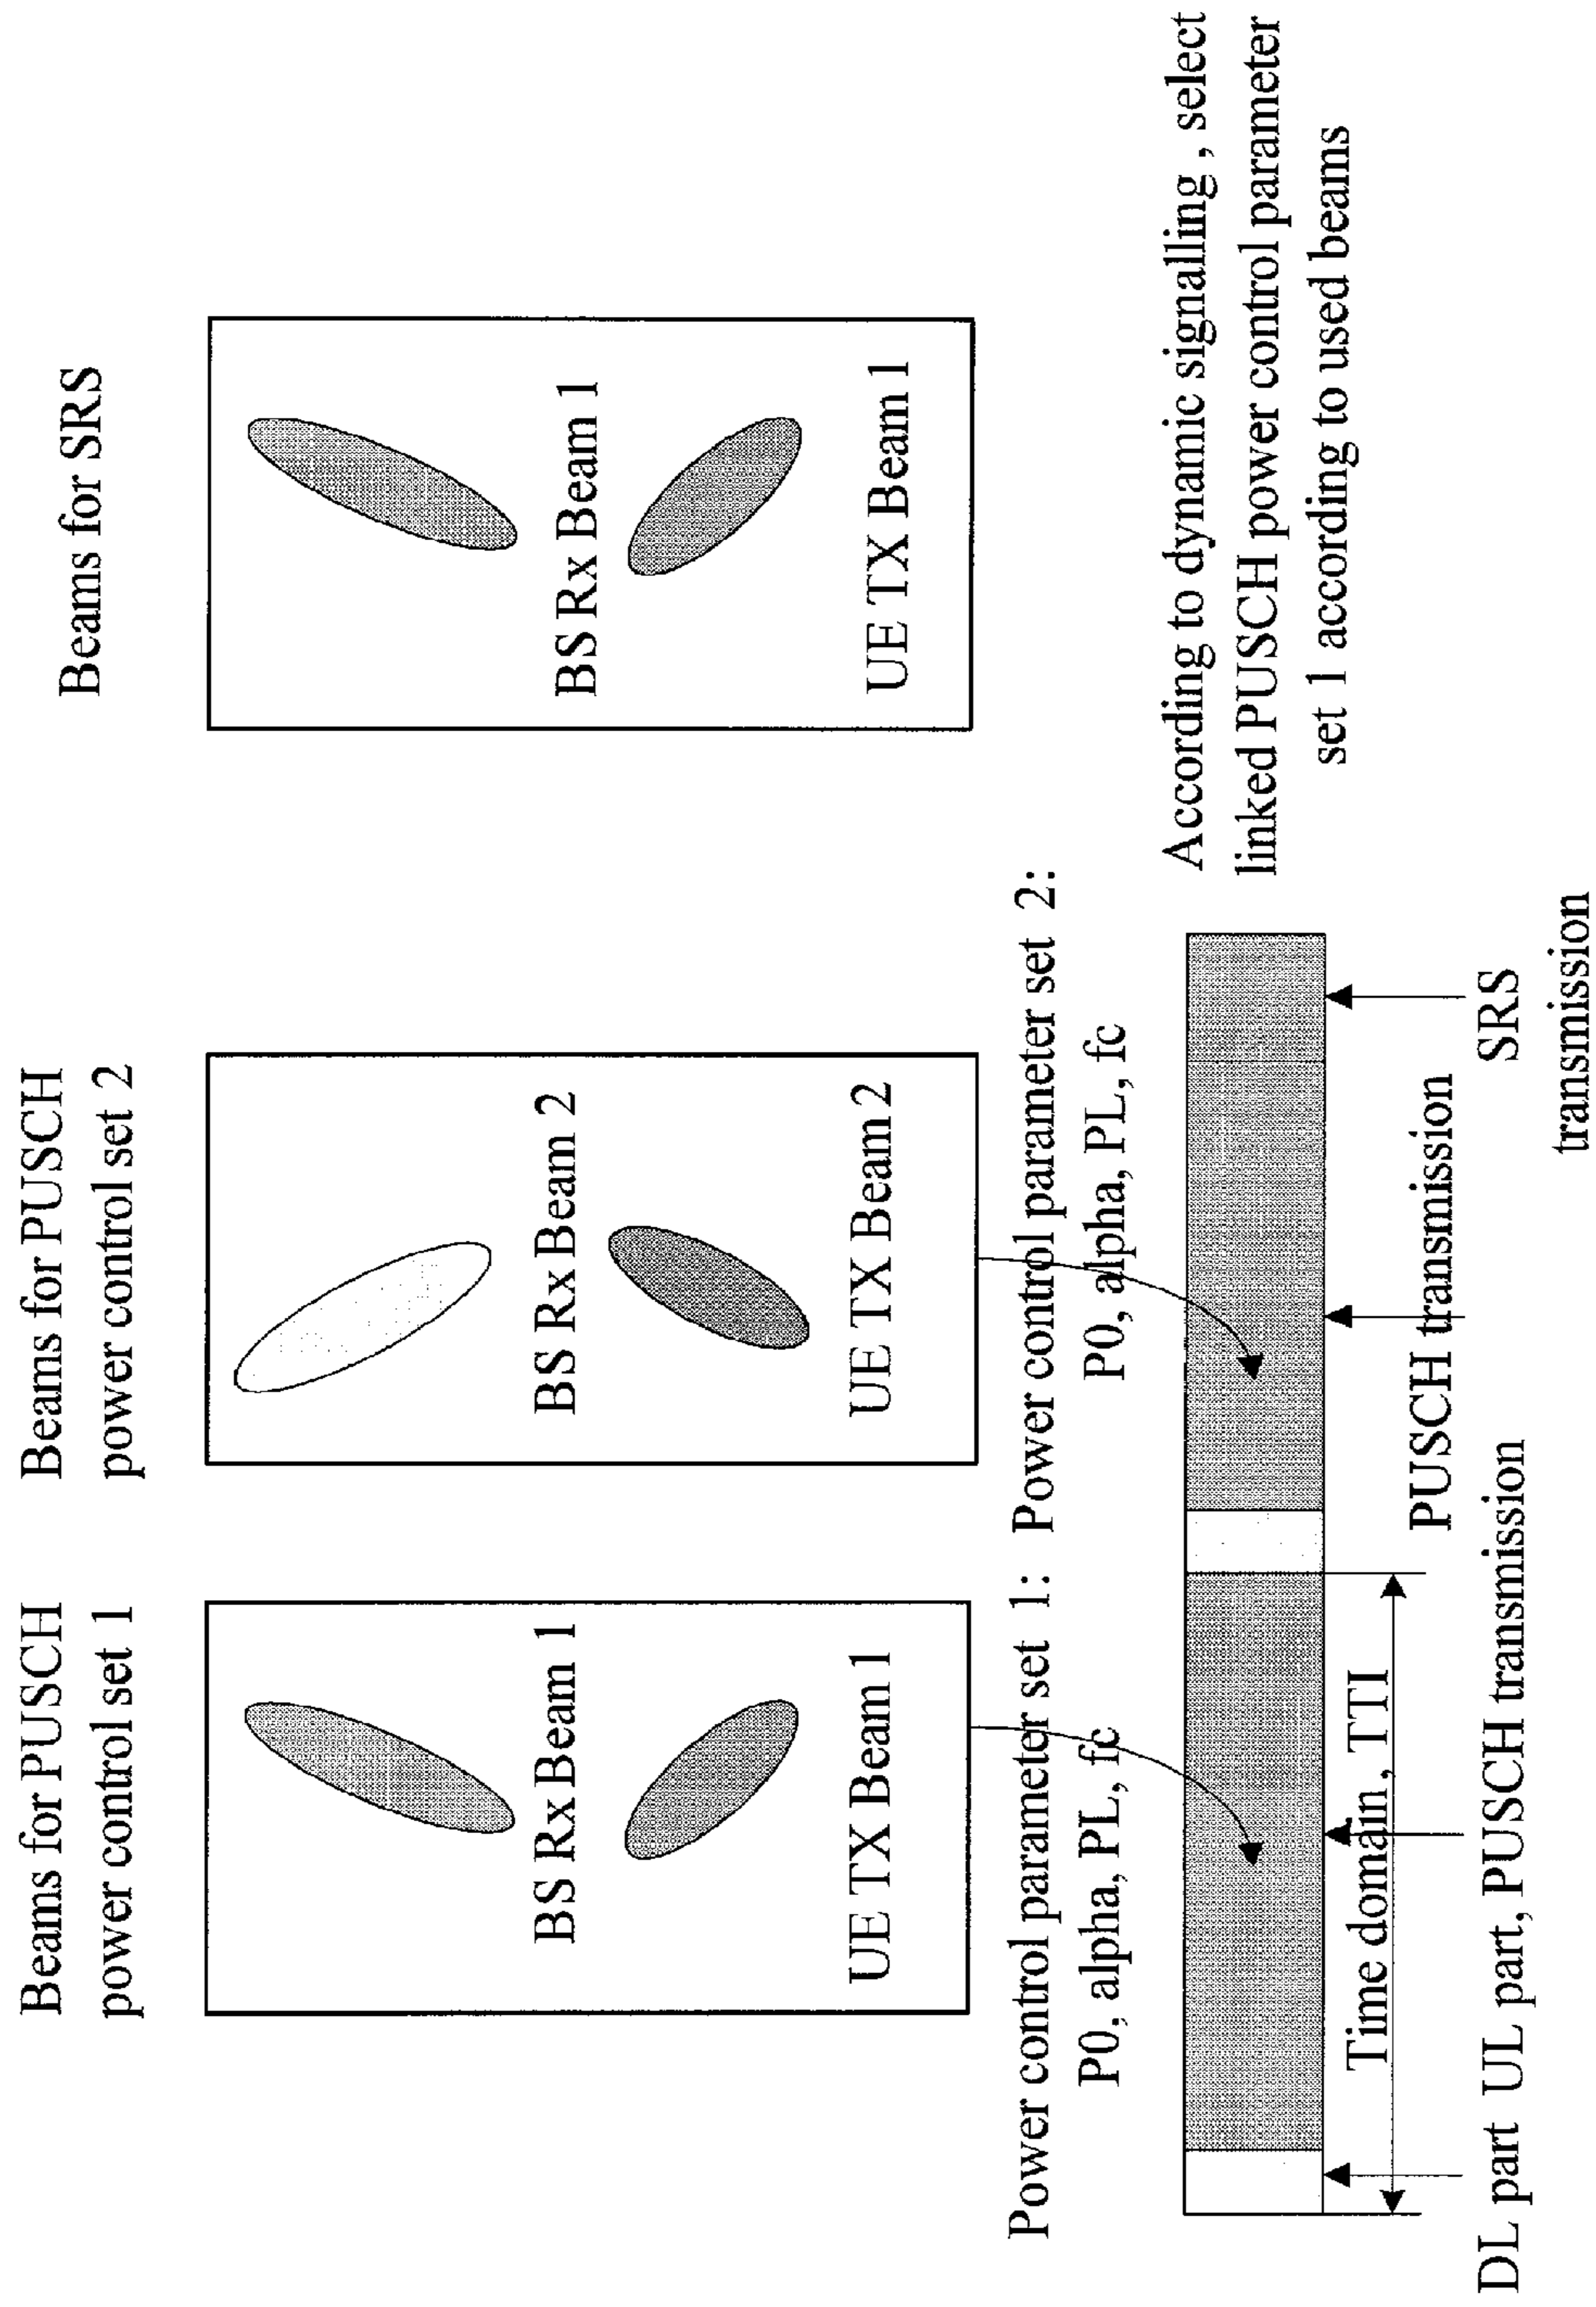 Beams for PUSCH
power control set 1
Beams for PUSCH
power control set 2
Beams for SRS
BS Rx Beam 1
UE TX Beam 1
BS Rx Beam 2
UE TX Beam 2
BS Rx Beam 1
UE TX Beam 1
Power control parameter set 1:
P0, alpha, PL, fc
Power control parameter set 2:
P0, alpha, PL, fc
According to dynamic signalling , select
linked PUSCH power control parameter
set 1 according to used beams
Time domain , TTI
DL part
UL part, PUSCH transmission
PUSCH transmission
SRS
transmission